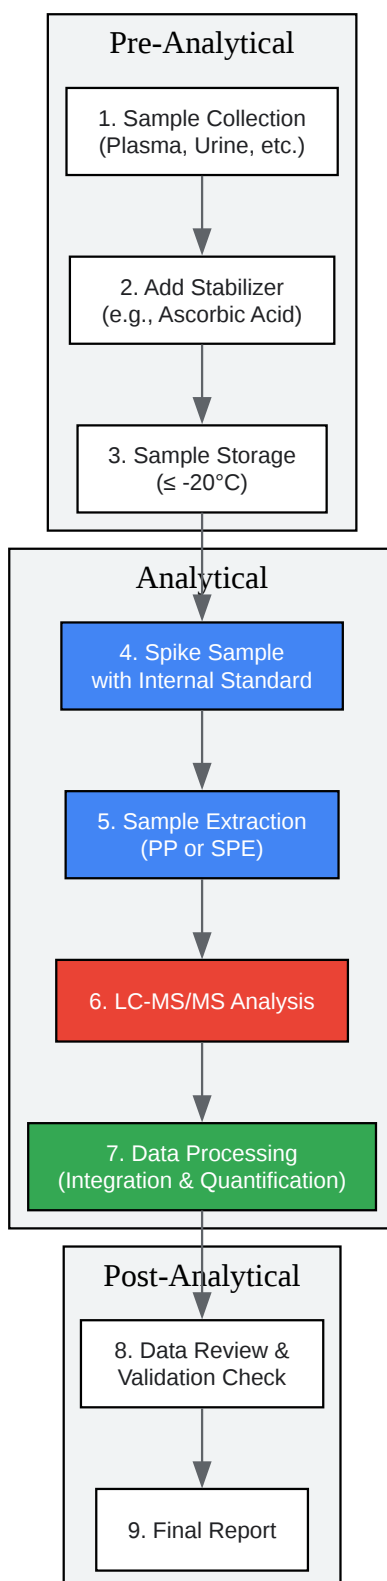 Pre-Analytical
1. Sample Collection
(Plasma, Urine, etc.)
2. Add Stabilizer
(e.g., Ascorbic Acid)
3. Sample Storage
(≤ -20°C)
Analytical
4. Spike Sample
with Internal Standard
5. Sample Extraction
(PP or SPE)
6. LC-MS/MS Analysis
7. Data Processing
(Integration & Quantification)
Post-Analytical
8. Data Review &
Validation Check
9. Final Report